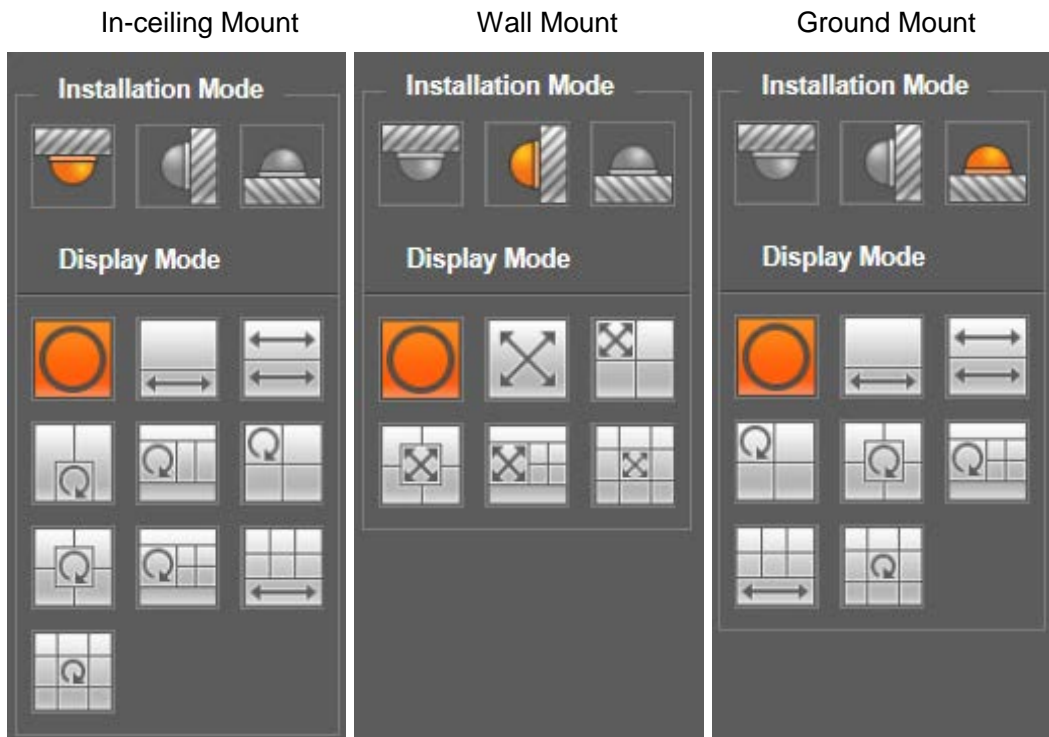 In-ceiling Mount
Wall Mount
Ground Mount
Installation Mode
Installation Mode
Installation Mode
Display Mode
Display Mode
Display Mode